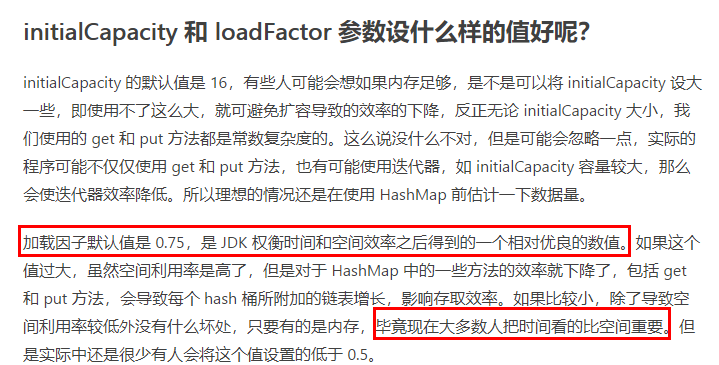 initialCapacity 和 loadFactor 参数设什么样的值好呢？
initialCapacity 的默认值是 16，有些人可能会想如果内存足够，是不是可以将 initialCapacity 设大
一些，即使用不了这么大，就可避免扩容导致的效率的下降，反正无论 initialCapacity 大小，我
们使用的 get 和 put 方法都是常数复杂度的。这么说没什么不对，但是可能会忽略一点，实际的
程序可能不仅仅使用 get 和 put 方法，也有可能使用迭代器，如 initialCapacity 容量较大，那么
会使迭代器效率降低。所以理想的情况还是在使用 HashMap 前估计一下数据量。
加载因子默认值是 0.75，是 JDK 权衡时间和空间效率之后得到的一个相对优良的数值。如果这个
值过大，虽然空间利用率是高了，但是对于 HashMap 中的一些方法的效率就下降了，包括 get
和 put 方法，会导致每个 hash 桶所附加的链表增长，影响存取效率。如果比较小，除了导致空
间利用率较低外没有什么坏处，只要有的是内存，毕竟现在大多数人把时间看的比空间重要。但
是实际中还是很少有人会将这个值设置的低于 0.5。